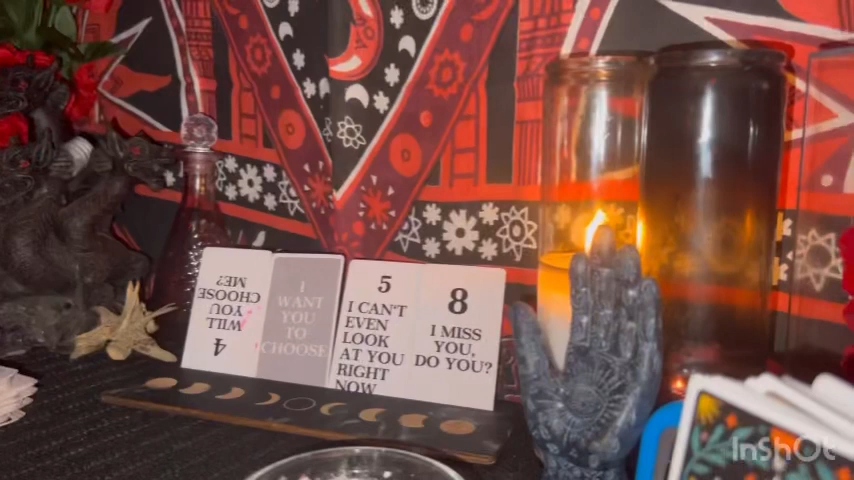 4
WILL
YOU
CHOOSE
ME?
I
WANT
YOU
TO
CHOOSE
5
I CAN'T
EVEN
LOOK
AT YOU
RIGHT
NOW
8
I MISS
YOU,
DO YOU?
InShOt